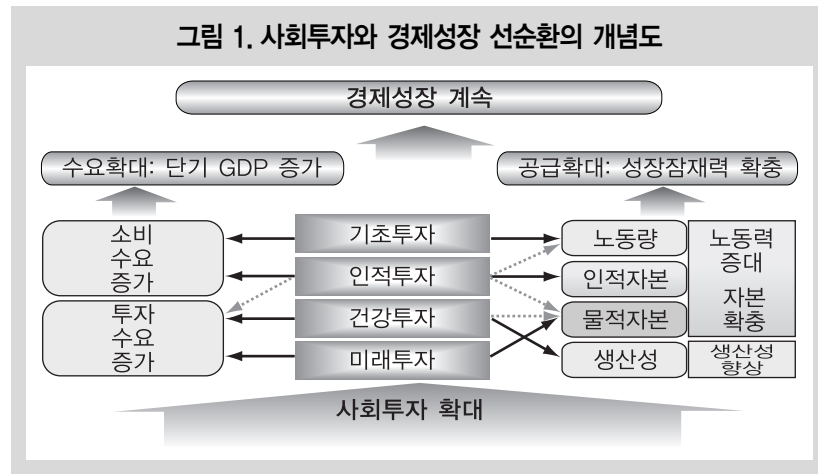 그림 1. 사회투자와 경제성장 선순환의 개념도
경제성장 계속
수요확대: 단기 GDP 증가
공급확대: 성장잠재력 확충
소비
수요
증가
투자
수요
증가
기초투자
인적투자
건강투자
미래투자
노동량
인적자본
물적자본
생산성
노동력
증대
자본
확충
생산성
향상
사회투자 확대